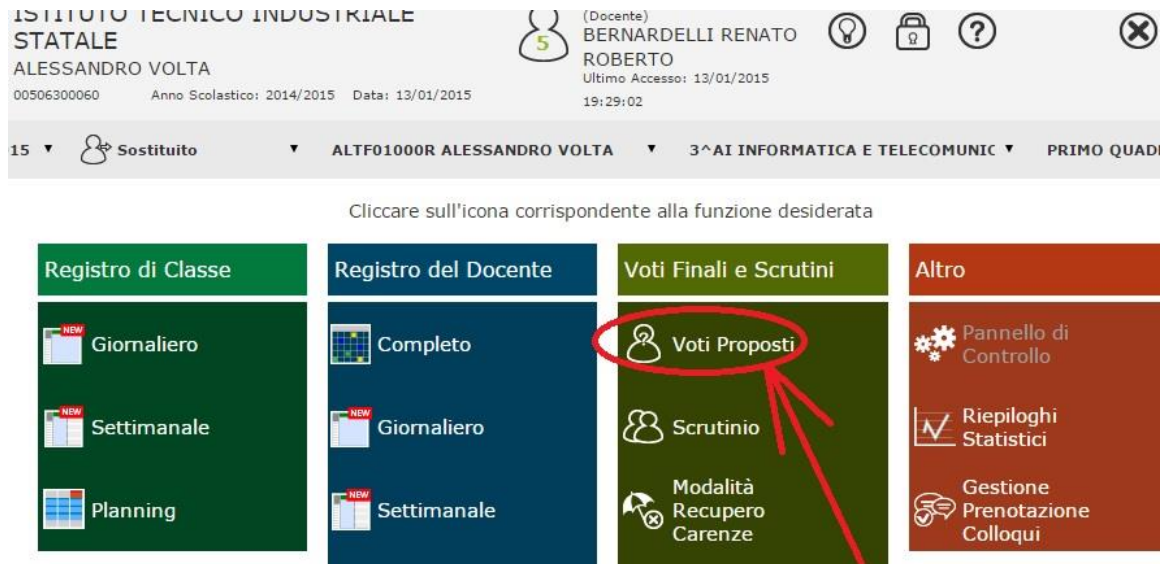 ISTITUTO TECNICO INDUSTRIALE
STATALE
ALESSANDRO VOLTA
00506300060 Anno Scolastico: 2014/2015 Data: 13/01/2015
5
(Docente)
BERNARDELLI RENATO
ROBERTO
Ultimo Accesso: 13/01/2015
19:29:02
?
15 ▼ Sostituito ▼ ALTF01000R ALESSANDRO VOLTA ▼ 3^AI INFORMATICA E TELECOMUNIC ▼ PRIMO QUAD
Cliccare sull'icona corrispondente alla funzione desiderata
Registro di Classe
NEW
Giornaliero
NEW
Settimanale
Planning
Registro del Docente
Completo
NEW
Giornaliero
NEW
Settimanale
Voti Finali e Scrutini
Voti Proposti
Scrutinio
Modalità
Recupero
Carenze
Altro
Pannello di
Controllo
Riepiloghi
Statistici
Gestione
Prenotazione
Colloqui